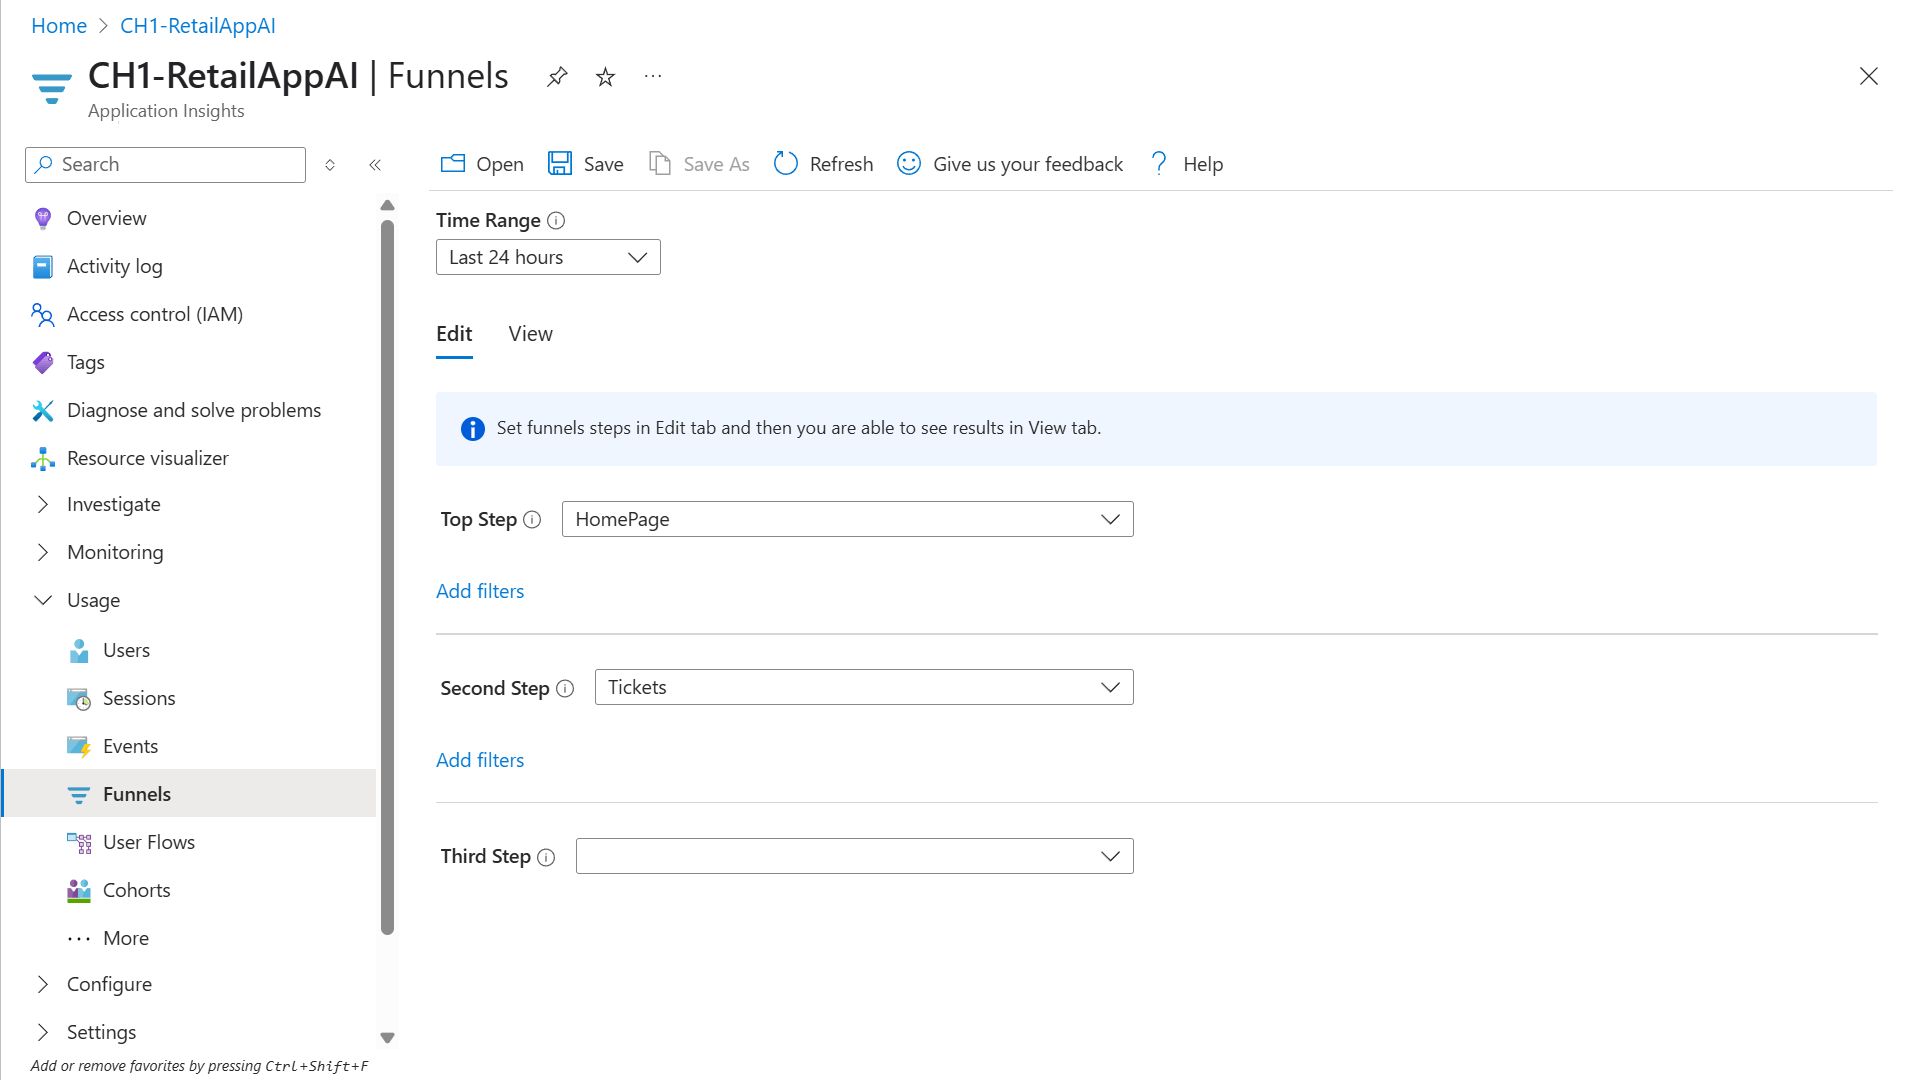 Home > CH1-RetailAppAI
CH1-RetailAppAI | Funnels
Application Insights
Search
Overview
Activity log
Access control (IAM)
Tags
Diagnose and solve problems
Resource visualizer
Investigate
Monitoring
Usage
Users
Sessions
Events
Funnels
User Flows
Cohorts
More
Configure
Settings
Add or remove favorites by pressing Ctrl+Shift+F
Open Save Save As Refresh Give us your feedback Help
Time Range
Last 24 hours
Edit View
Set funnels steps in Edit tab and then you are able to see results in View tab.
Top Step HomePage
Add filters
Second Step Tickets
Add filters
Third Step